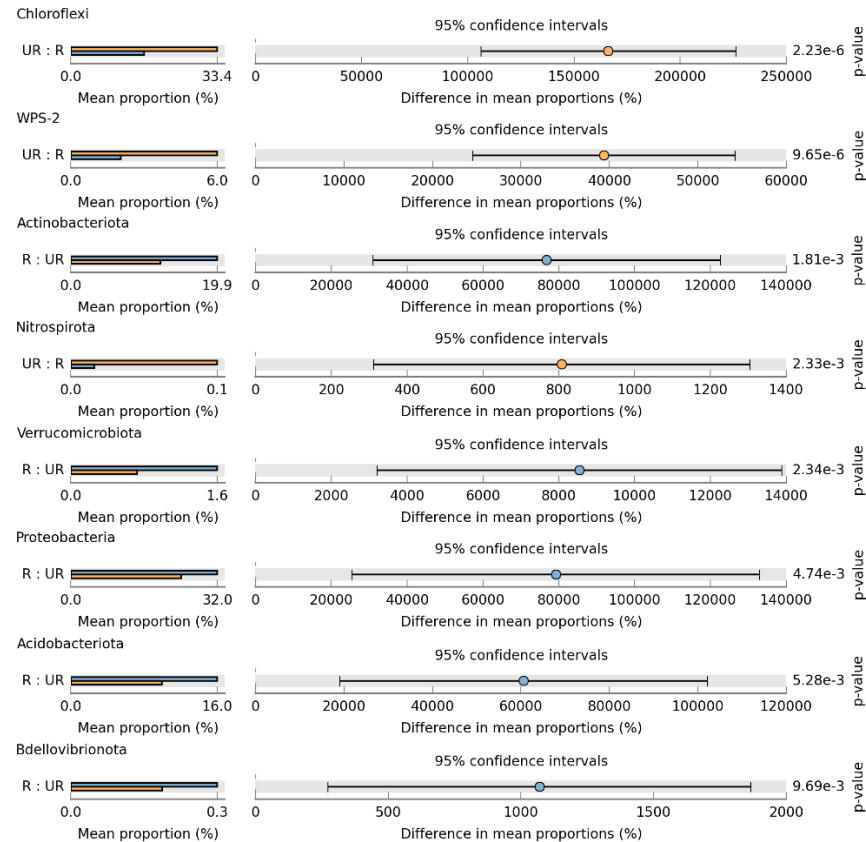 Chloroflexi
95% confidence intervals
UR : R
2.23e-6
p-value
0.0 33.4 0 50000 100000 150000 200000 250000
Mean proportion (%) Difference in mean proportions (%)
WPS-2
95% confidence intervals
UR : R
9.65e-6
p-value
0.0 6.0 0 10000 20000 30000 40000 50000 60000
Mean proportion (%) Difference in mean proportions (%)
Actinobacteriota
95% confidence intervals
R : UR
1.81e-3
p-value
0.0 19.9 0 20000 40000 60000 80000 100000 120000 140000
Mean proportion (%) Difference in mean proportions (%)
Nitrospirota
95% confidence intervals
UR : R
2.33e-3
p-value
0.0 0.1 0 200 400 600 800 1000 1200 1400
Mean proportion (%) Difference in mean proportions (%)
Verrucomicrobiota
95% confidence intervals
R : UR
2.34e-3
p-value
0.0 1.6 0 2000 4000 6000 8000 10000 12000 14000
Mean proportion (%) Difference in mean proportions (%)
Proteobacteria
95% confidence intervals
R : UR
4.74e-3
p-value
0.0 32.0 0 20000 40000 60000 80000 100000 120000 140000
Mean proportion (%) Difference in mean proportions (%)
Acidobacteriota
95% confidence intervals
R : UR
5.28e-3
p-value
0.0 16.0 0 20000 40000 60000 80000 100000 120000
Mean proportion (%) Difference in mean proportions (%)
Bdellovibrionota
95% confidence intervals
R : UR
9.69e-3
p-value
0.0 0.3 0 500 1000 1500 2000
Mean proportion (%) Difference in mean proportions (%)